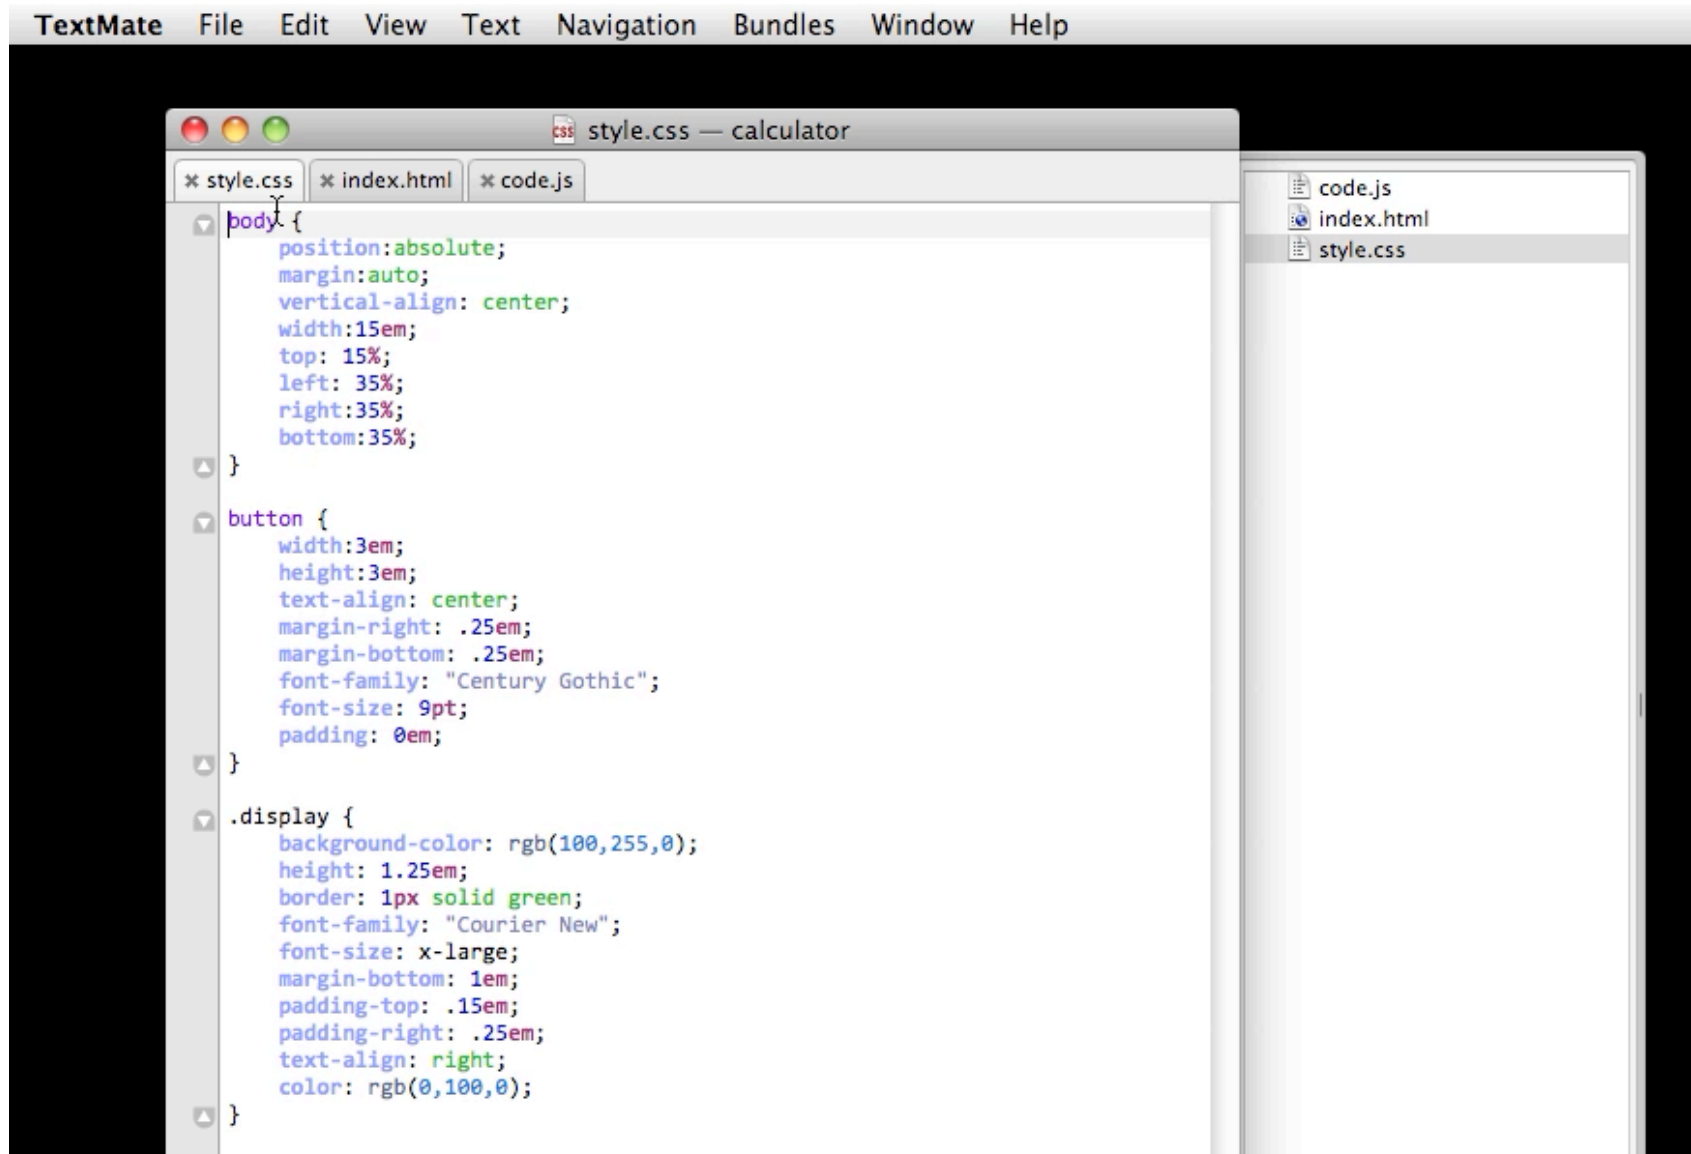 TextMate File Edit View Text Navigation Bundles Window Help
css style.css — calculator
style.css index.html code.js
body {
    position:absolute;
    margin:auto;
    vertical-align: center;
    width:15em;
    top: 15%;
    left: 35%;
    right:35%;
    bottom:35%;
}
button {
    width:3em;
    height:3em;
    text-align: center;
    margin-right: .25em;
    margin-bottom: .25em;
    font-family: "Century Gothic";
    font-size: 9pt;
    padding: 0em;
}
.display {
    background-color: rgb(100,255,0);
    height: 1.25em;
    border: 1px solid green;
    font-family: "Courier New";
    font-size: x-large;
    margin-bottom: 1em;
    padding-top: .15em;
    padding-right: .25em;
    text-align: right;
    color: rgb(0,100,0);
}
code.js
index.html
style.css